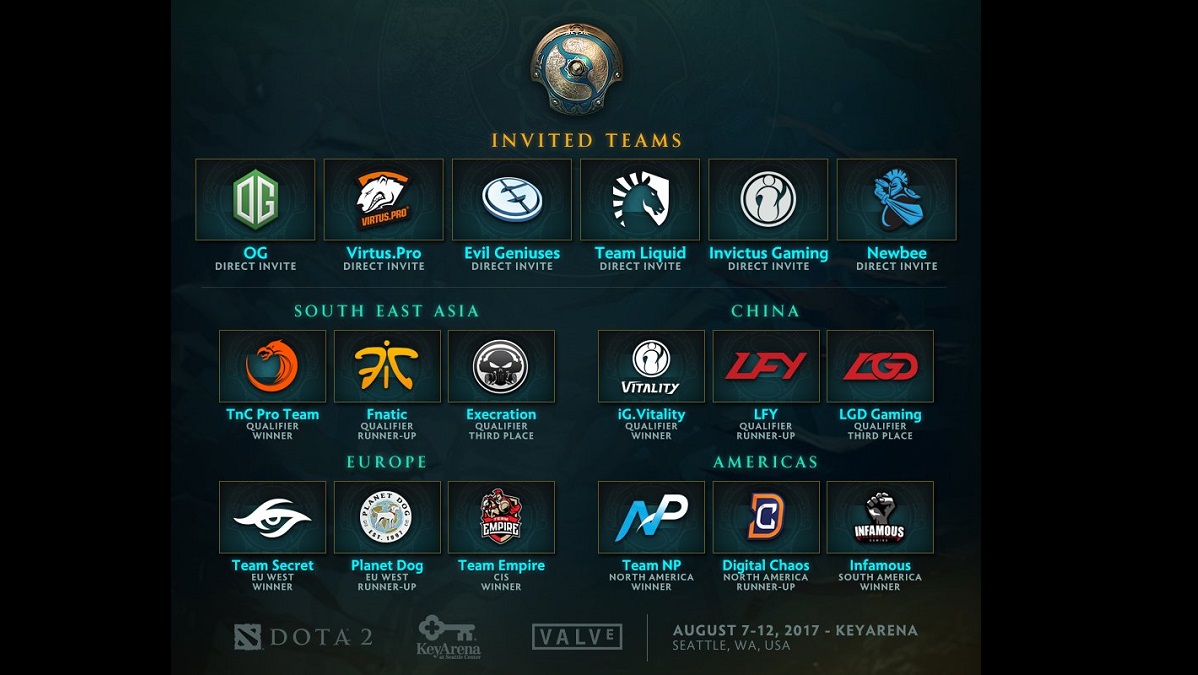 INVITED TEAMS
OG
VIRTUS.PRO
OG Virtus.Pro Evil Geniuses Team Liquid Invictus Gaming Newbee
DIRECT INVITE DIRECT INVITE DIRECT INVITE DIRECT INVITE DIRECT INVITE DIRECT INVITE
SOUTH EAST ASIA
FNC
TnC Pro Team Fnatic Execration
QUALIFIER QUALIFIER QUALIFIER
WINNER RUNNER-UP THIRD PLACE
CHINA
VITALITY LFY LGD
iG.Vitality LFY LGD Gaming
QUALIFIER QUALIFIER QUALIFIER
WINNER RUNNER-UP THIRD PLACE
EUROPE
PLANET DOG
EST. 1997
TEAM
EMPIRE
Team Secret Planet Dog Team Empire
EU WEST EU WEST CIS
WINNER RUNNER-UP WINNER
AMERICAS
NP DC INFAMOUS
GAMING
Team NP Digital Chaos Infamous
NORTH AMERICA NORTH AMERICA SOUTH AMERICA
WINNER RUNNER-UP WINNER
DOTA 2
KeyArena
at Seattle Center
VALVE
AUGUST 7-12, 2017 - KEYARENA
SEATTLE, WA, USA